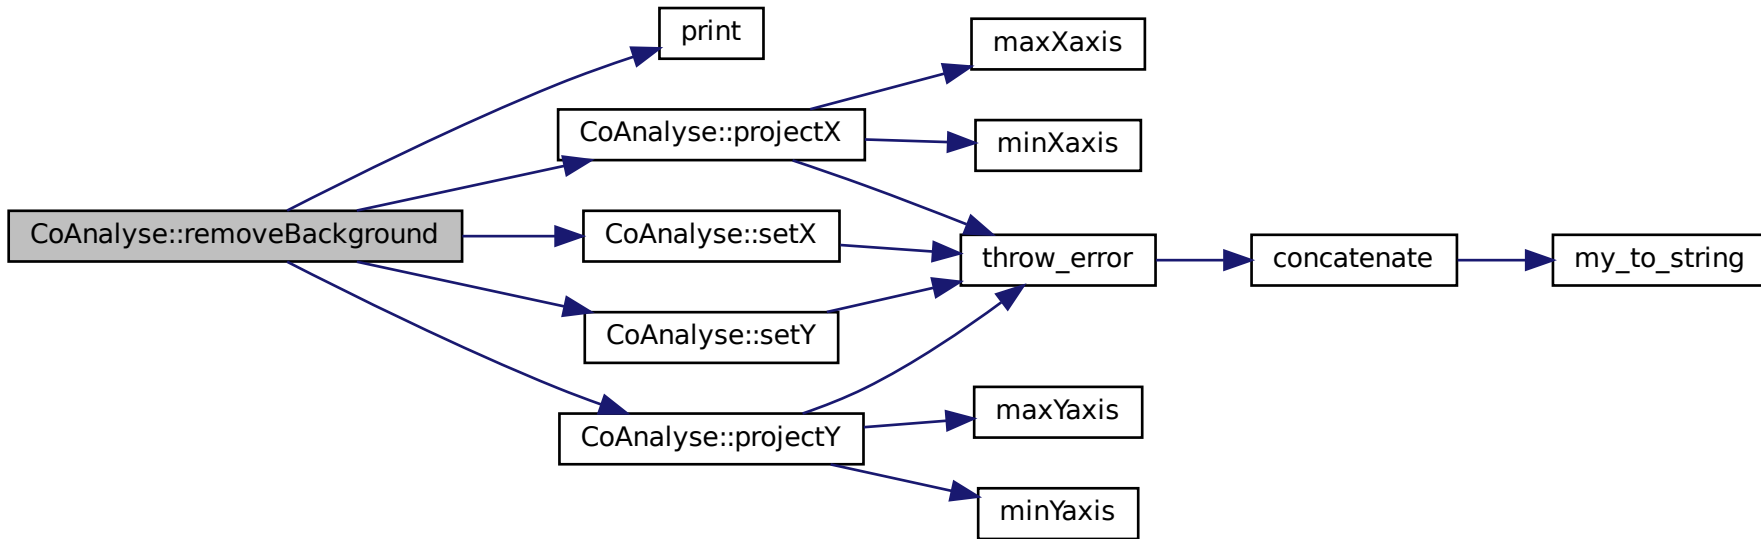 print
maxXaxis
CoAnalyse::projectX
minXaxis
CoAnalyse::removeBackground
CoAnalyse::setX
throw_error
concatenate
my_to_string
CoAnalyse::setY
maxYaxis
CoAnalyse::projectY
minYaxis